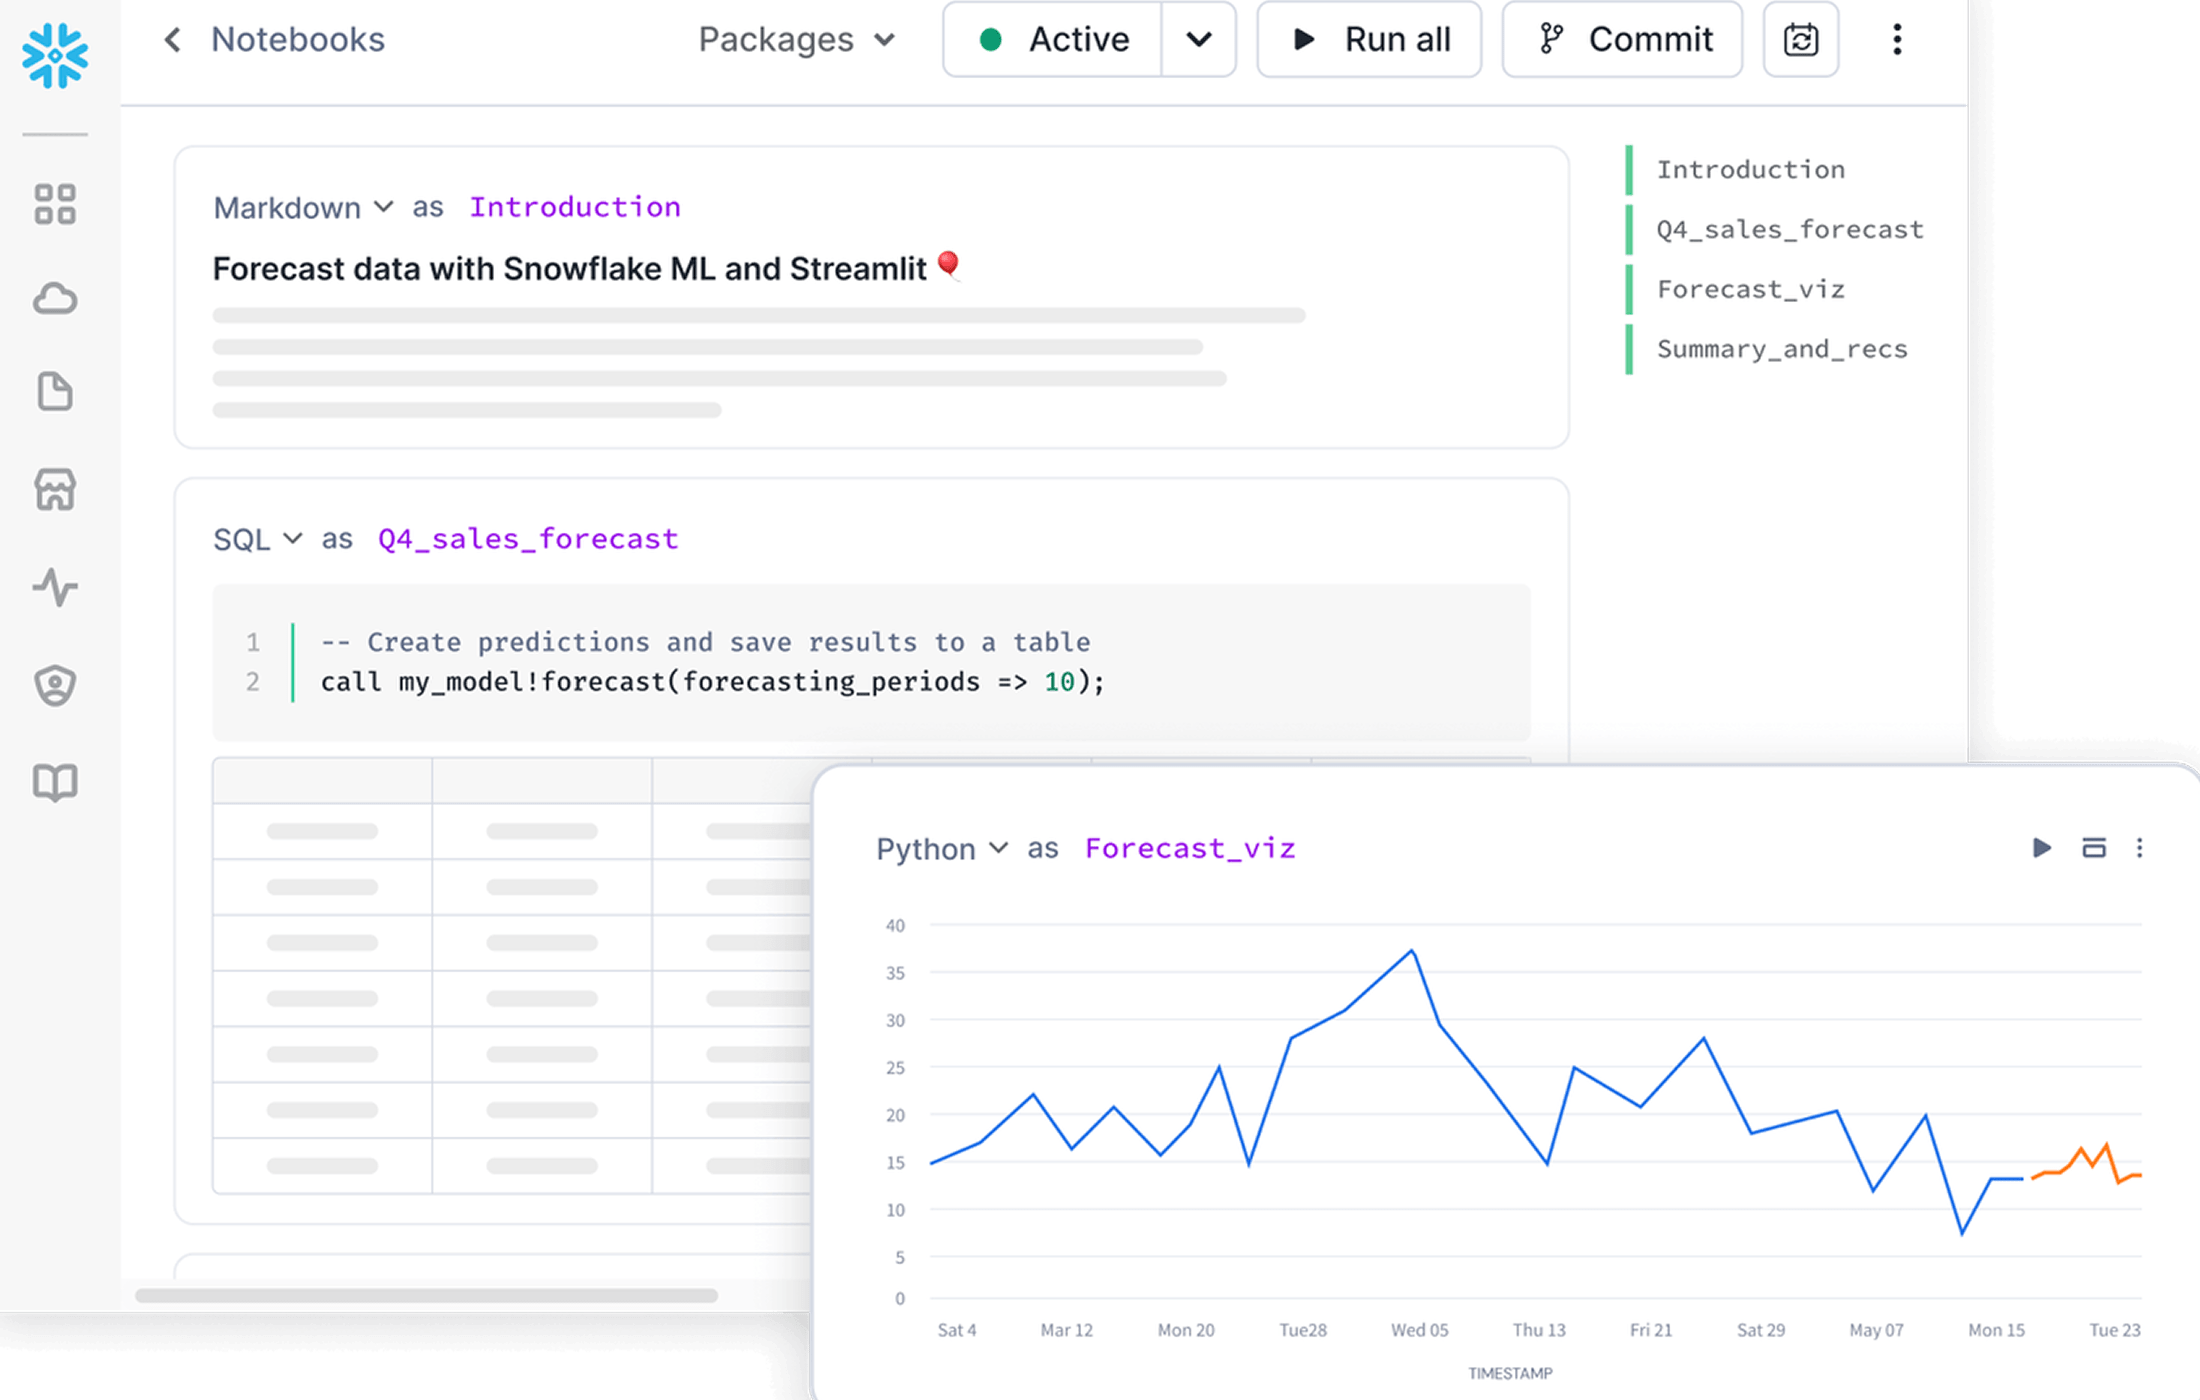 Notebooks
Packages
Active
Run all
Commit
Markdown as Introduction
Forecast data with Snowflake ML and Streamlit
Introduction
Q4_sales_forecast
Forecast_viz
Summary_and_recs
SQL as Q4_sales_forecast
1 -- Create predictions and save results to a table
2 call my_model!forecast(forecasting_periods => 10);
Python as Forecast_viz
40
35
30
25
20
15
10
5
0
Sat 4 Mar 12 Mon 20 Tue28 Wed 05 Thu 13 Fri 21 Sat 29 May 07 Mon 15 Tue 23
TIMESTAMP